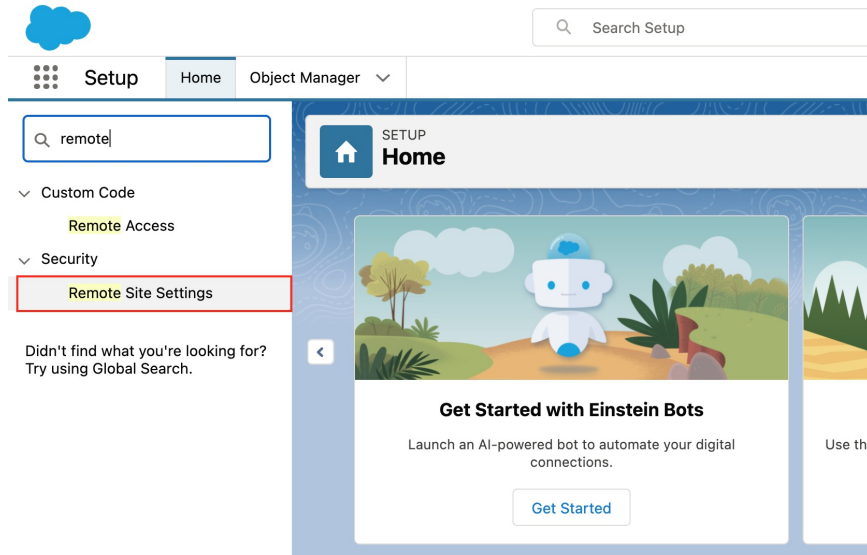 Search Setup
Setup
Home
Object Manager
remote
Custom Code
Remote Access
Security
Remote Site Settings
Didn't find what you're looking for?
Try using Global Search.
SETUP
Home
Get Started with Einstein Bots
Launch an AI-powered bot to automate your digital
connections.
Get Started
Use th